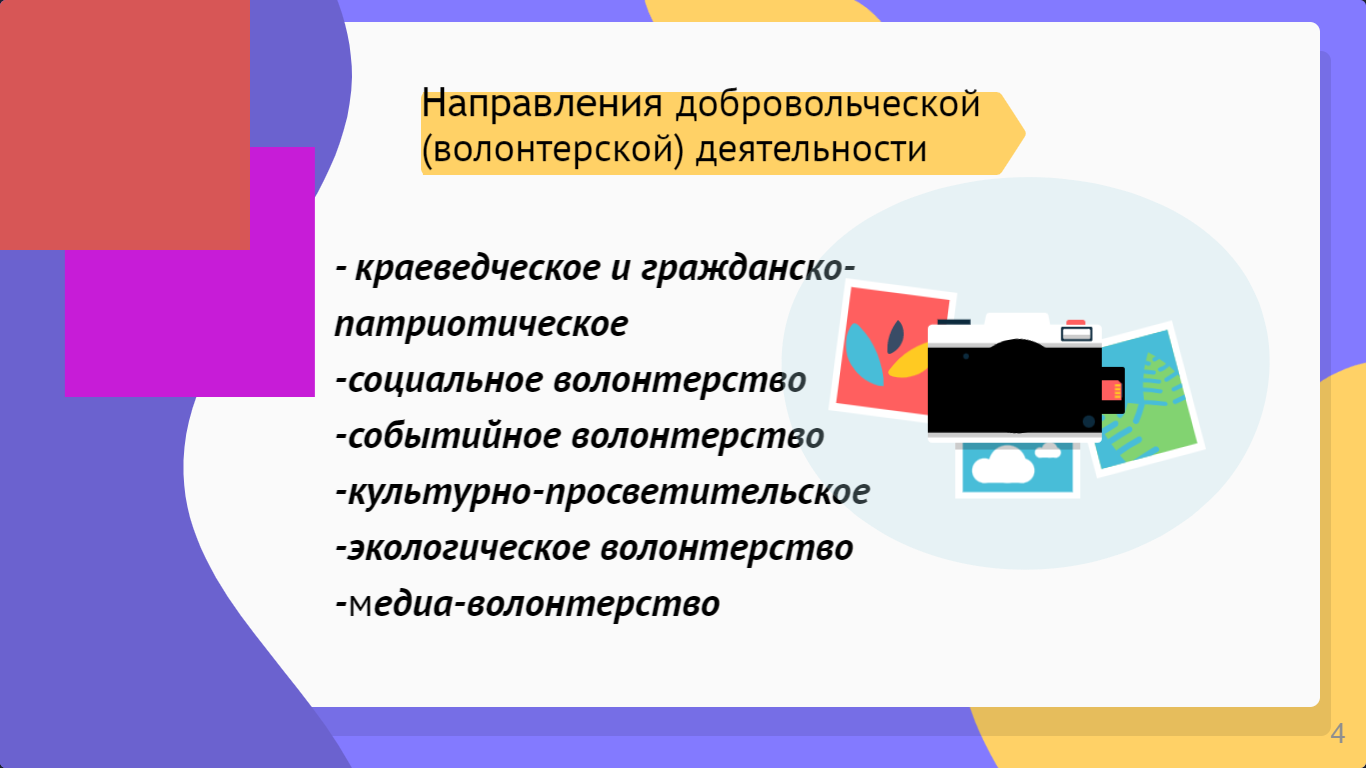 Направления добровольческой
(волонтерской) деятельности
- краеведческое и гражданско-
патриотическое
-социальное волонтерство
-событийное волонтерство
-культурно-просветительское
-экологическое волонтерство
-медиа-волонтерство
4